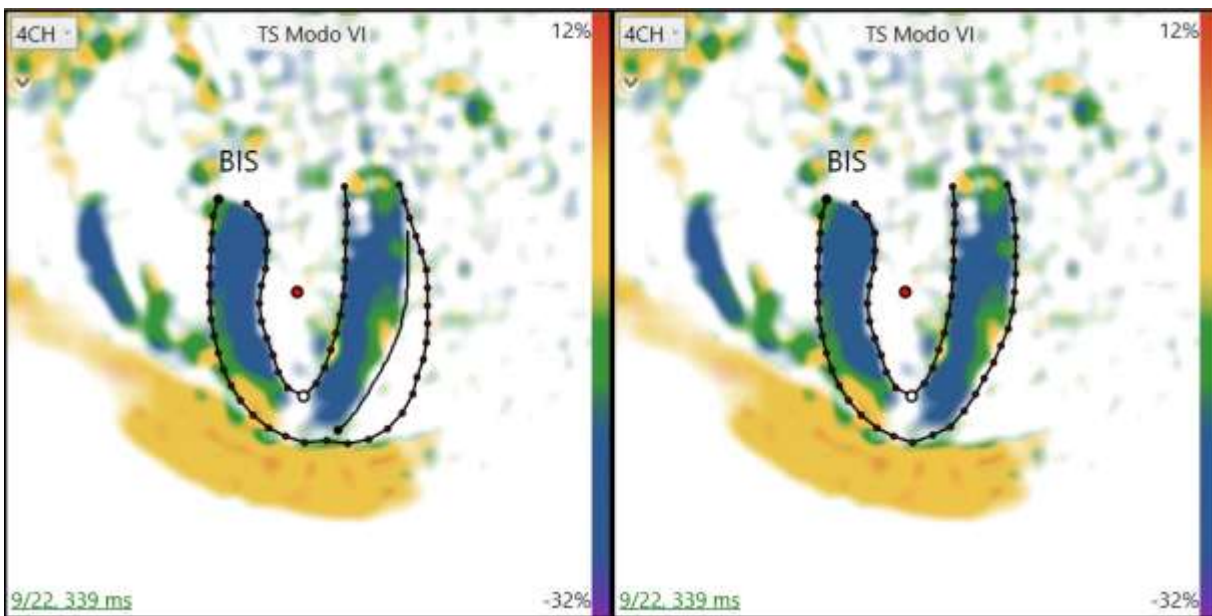 4CH TS Modo VI 12%
BIS
9/22, 339 ms -32%
4CH TS Modo VI 12%
BIS
9/22, 339 ms -32%